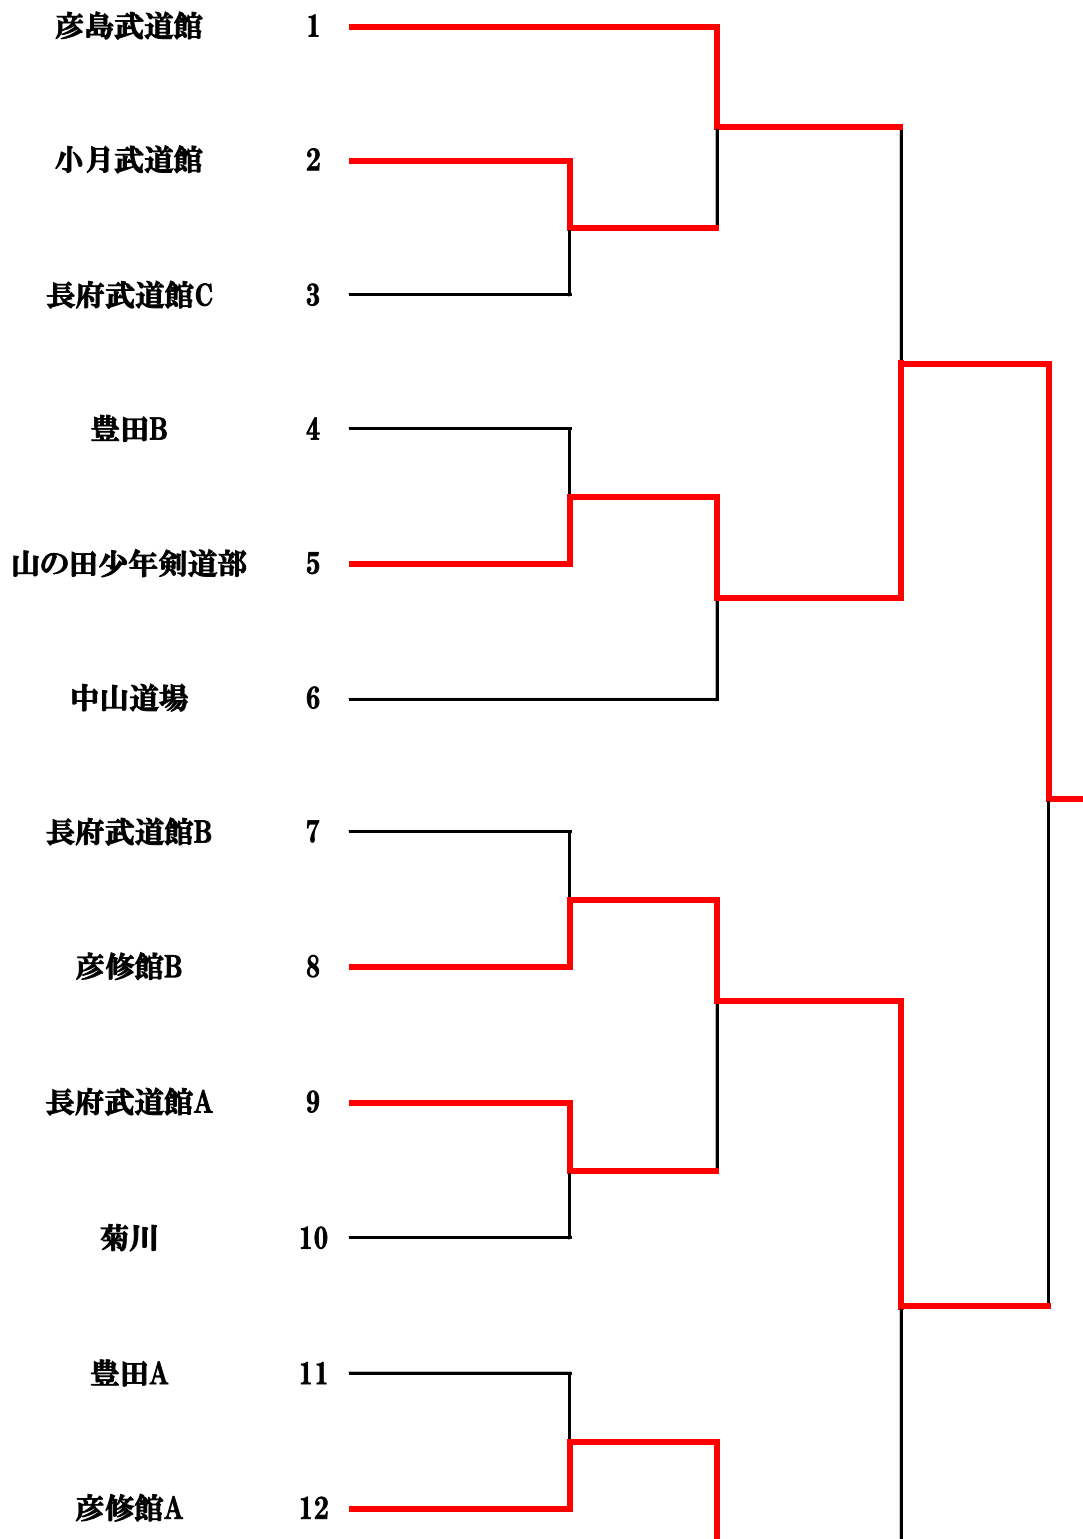 彦島武道館 1
小月武道館 2
長府武道館C 3
豊田B 4
山の田少年剣道部 5
中山道場 6
長府武道館B 7
彦修館B 8
長府武道館A 9
菊川 10
豊田A 11
彦修館A 12